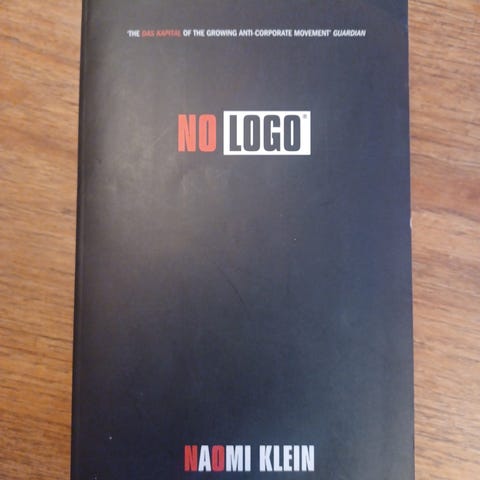 'THE DAS KAPITAL OF THE GROWING ANTI-CORPORATE MOVEMENT' GUARDIAN
NO LOGO®
NAOMI KLEIN